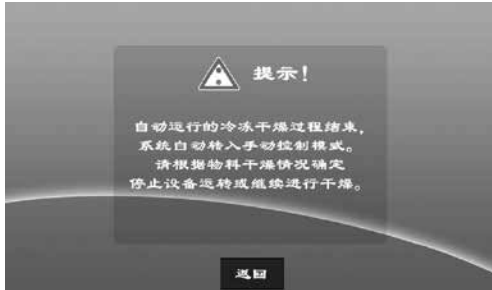 提示!
自动运行的冷冻干燥过程结束,
系统自动转入手动控制模式。
请根据物料干燥情况确定
停止设备运转或继续进行干燥。
返回